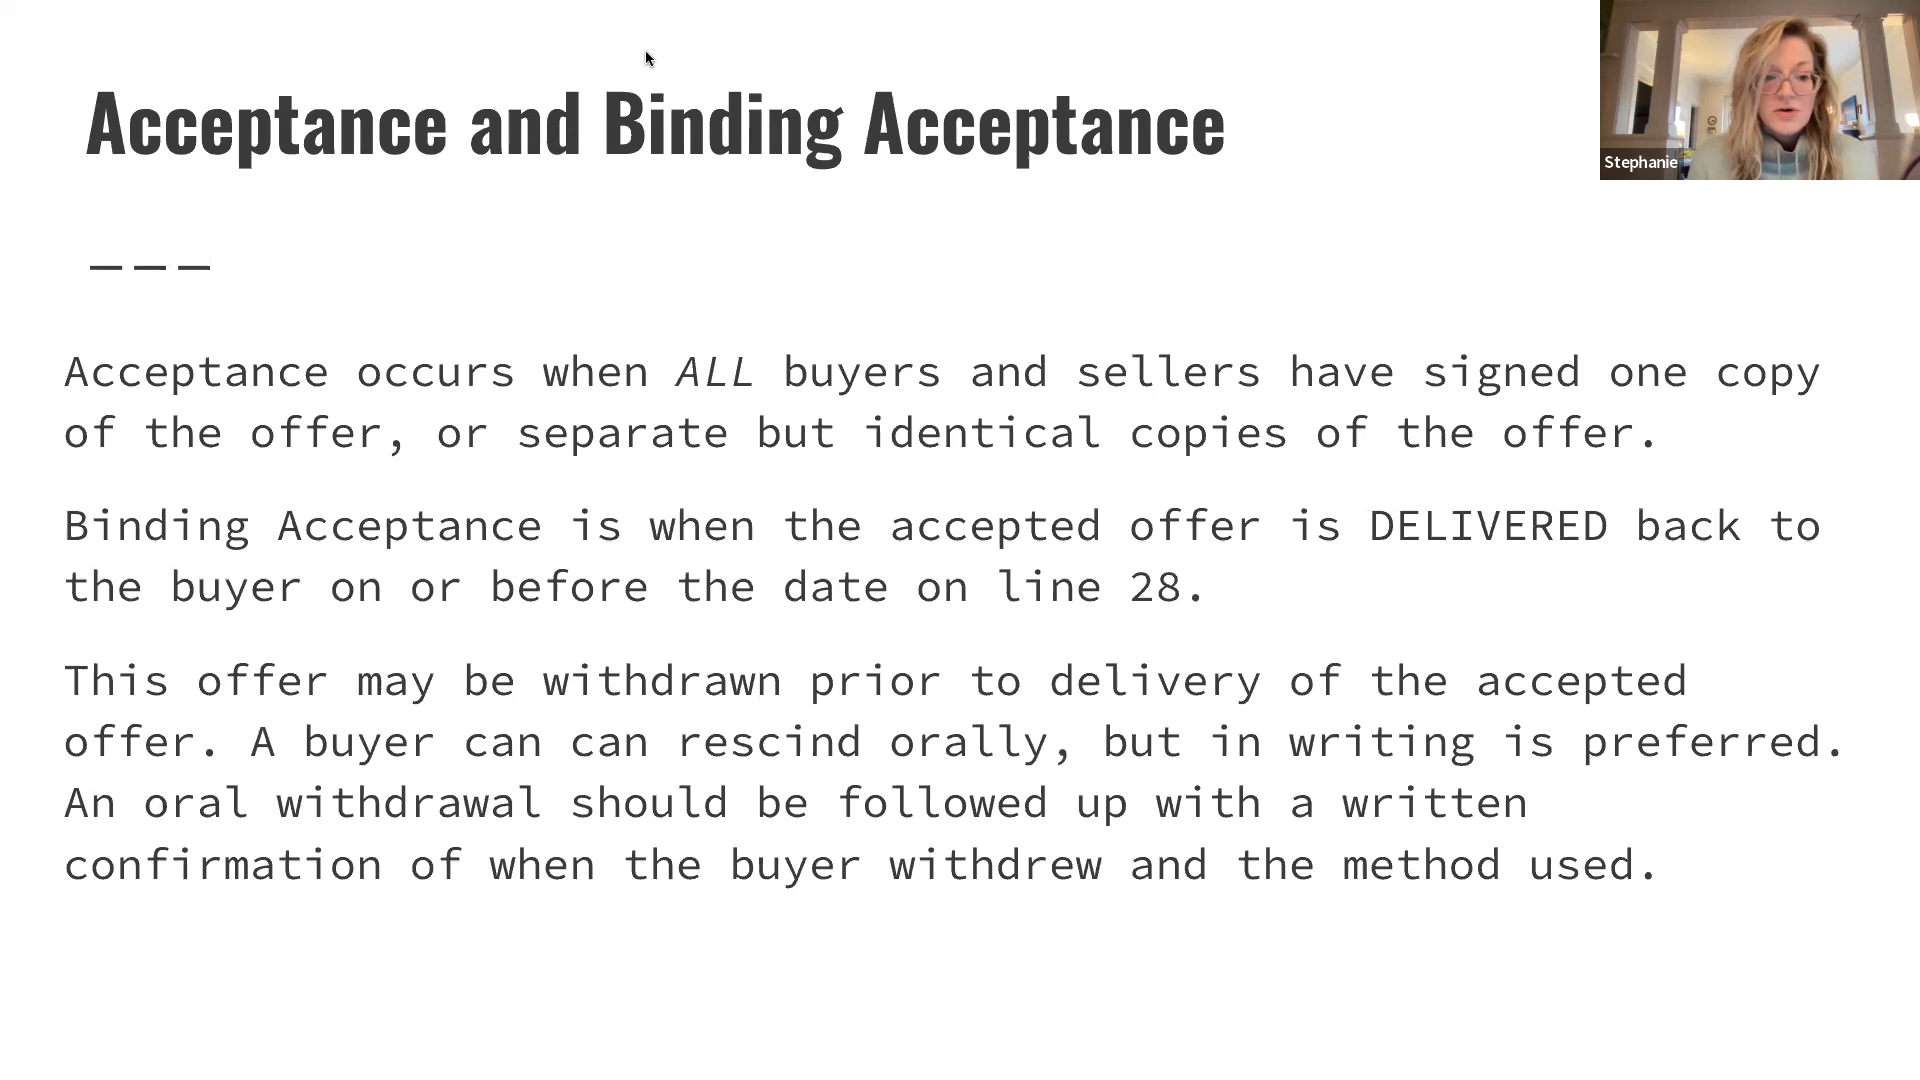 Acceptance and Binding Acceptance
Stephanie
Acceptance occurs when ALL buyers and sellers have signed one copy
of the offer, or separate but identical copies of the offer.
Binding Acceptance is when the accepted offer is DELIVERED back to
the buyer on or before the date on line 28.
This offer may be withdrawn prior to delivery of the accepted
offer. A buyer can can rescind orally, but in writing is preferred.
An oral withdrawal should be followed up with a written
confirmation of when the buyer withdrew and the method used.